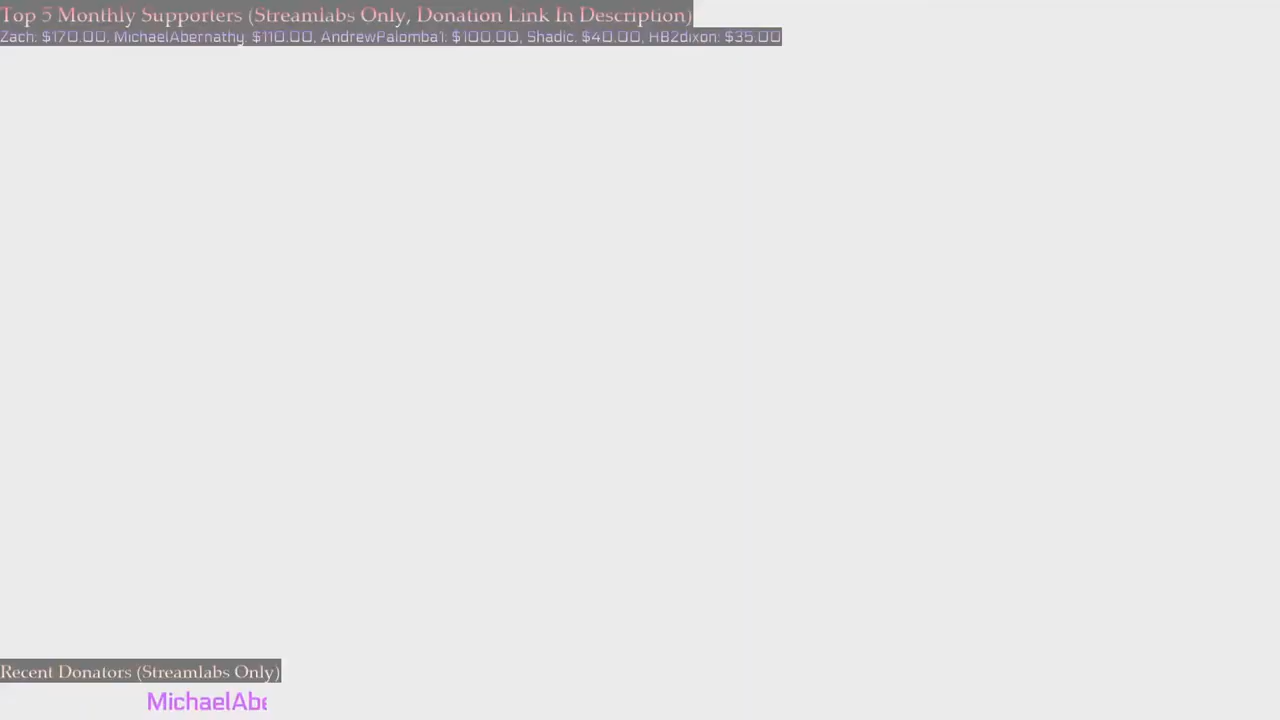 Top 5 Monthly Supporters (Streamlabs Only, Donation Link In Description)
Zach: $170.00, MichaelAbernathy: $110.00, AndrewPalomba1: $100.00, Shadic: $40.00, HB2dixon: $35.00
Recent Donators (Streamlabs Only)
MichaelAbe